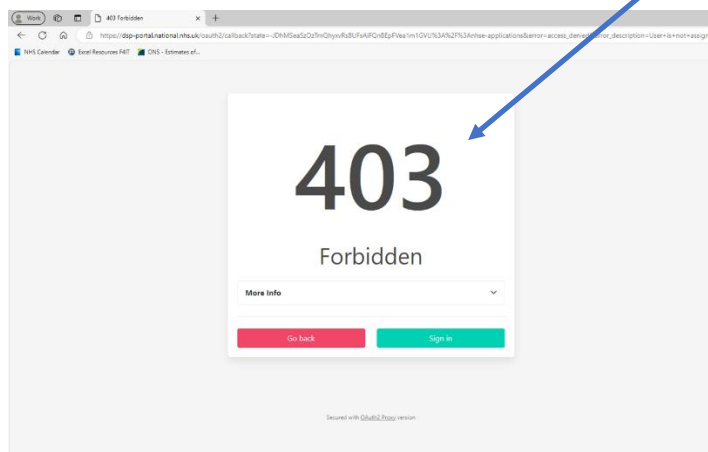 Work
403 Forbidden
https://dsp-portal.national.nhs.uk/oauth2/callback?state=
NHS Calendar Excel Resources FAIT ONS - Estimates of...
403
Forbidden
More Info
Go back Sign in
Secured with OAuth2 Proxy version